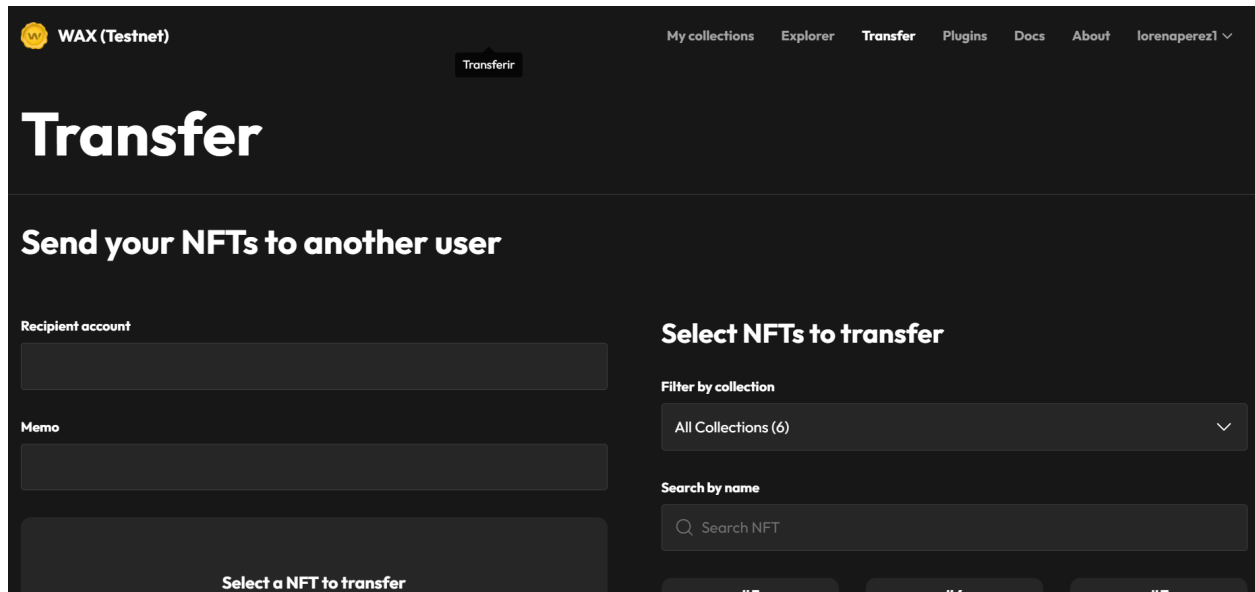 WAX (Testnet)
My collections Explorer Transfer Plugins Docs About lorenaperez1
Transferir
Transfer
Send your NFTs to another user
Recipient account
Memo
Select a NFT to transfer
Select NFTs to transfer
Filter by collection
All Collections (6)
Search by name
Search NFT